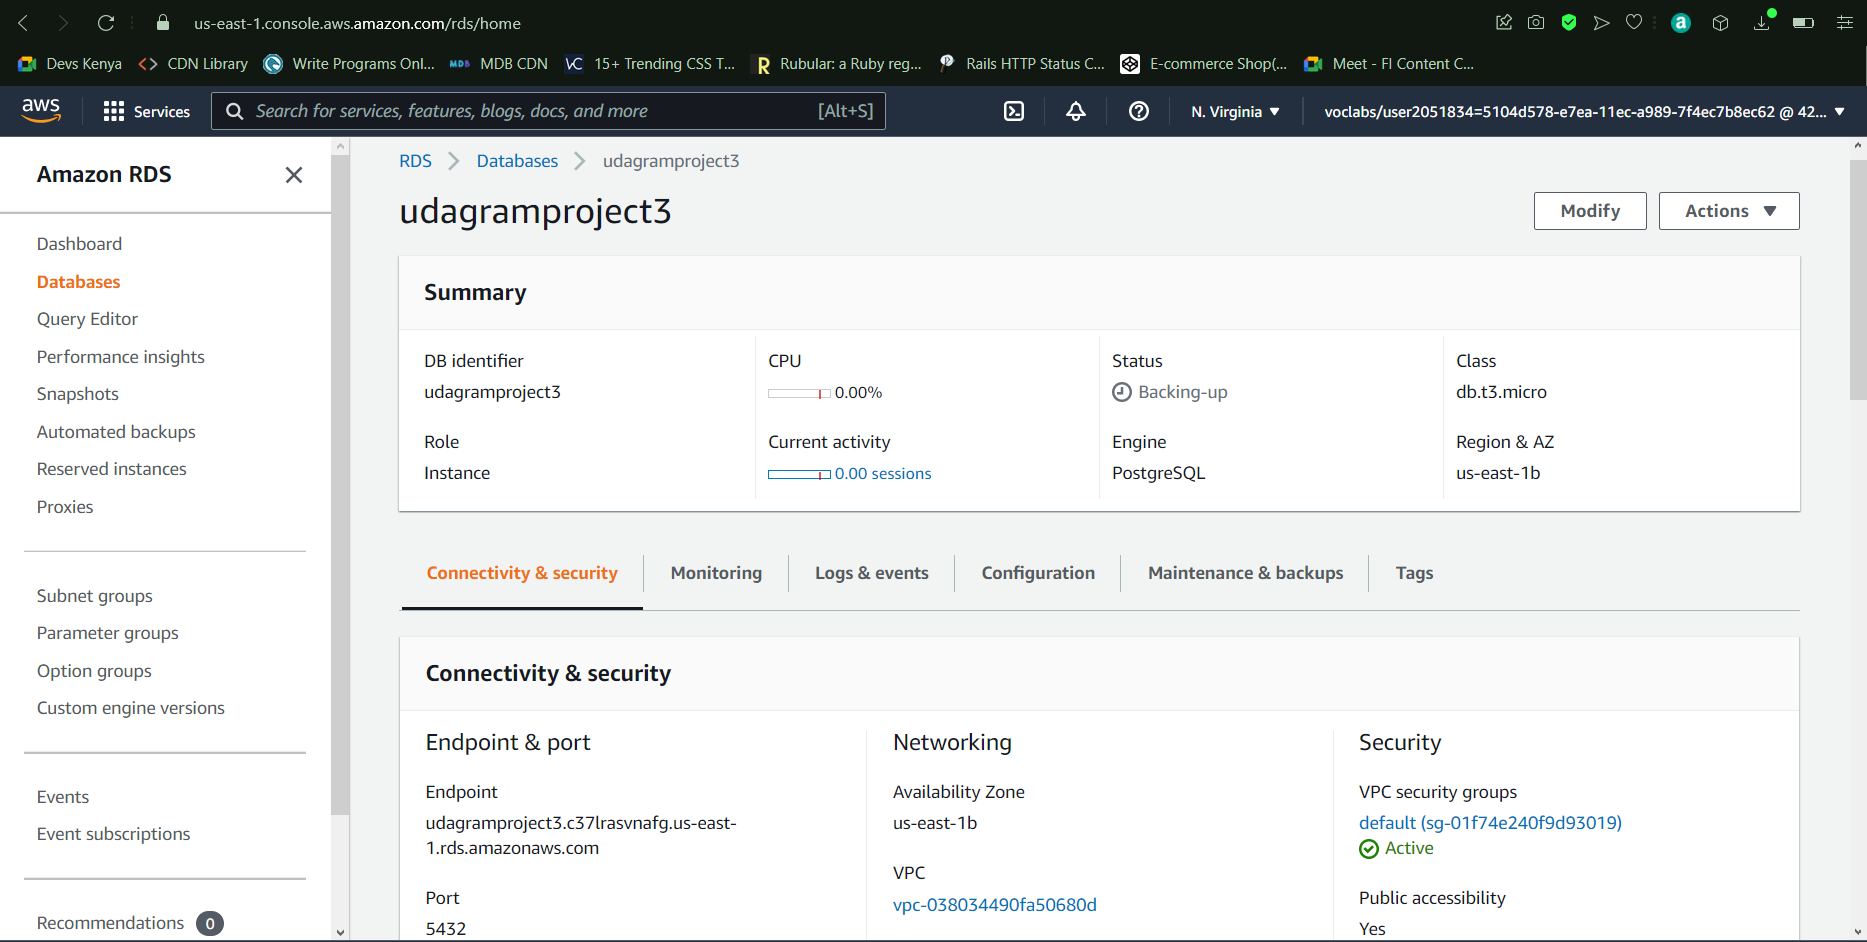 us-east-1.console.aws.amazon.com/rds/home
a
Devs Kenya
CDN Library
Write Programs Onl...
MDB
MDB CDN
VC
15+ Trending CSS T...
R
Rubular: a Ruby reg...
Rails HTTP Status C...
E-commerce Shop(...
Meet - FI Content C...
aws
Services
Search for services, features, blogs, docs, and more
[Alt+S]
N. Virginia
voclabs/user2051834=5104d578-e7ea-11ec-a989-7f4ec7b8ec62 @ 42...
Amazon RDS
Dashboard
Databases
Query Editor
Performance insights
Snapshots
Automated backups
Reserved instances
Proxies
Subnet groups
Parameter groups
Option groups
Custom engine versions
Events
Event subscriptions
Recommendations 0
RDS > Databases > udagramproject3
udagramproject3
Modify
Actions
Summary
DB identifier
udagramproject3
CPU
0.00%
Status
Backing-up
Class
db.t3.micro
Role
Instance
Current activity
0.00 sessions
Engine
PostgreSQL
Region & AZ
us-east-1b
Connectivity & security
Monitoring
Logs & events
Configuration
Maintenance & backups
Tags
Connectivity & security
Endpoint & port
Endpoint
udagramproject3.c37lrasvnafg.us-east-
1.rds.amazonaws.com
Port
5432
Networking
Availability Zone
us-east-1b
VPC
vpc-038034490fa50680d
Security
VPC security groups
default (sg-01f74e240f9d93019)
Active
Public accessibility
Yes